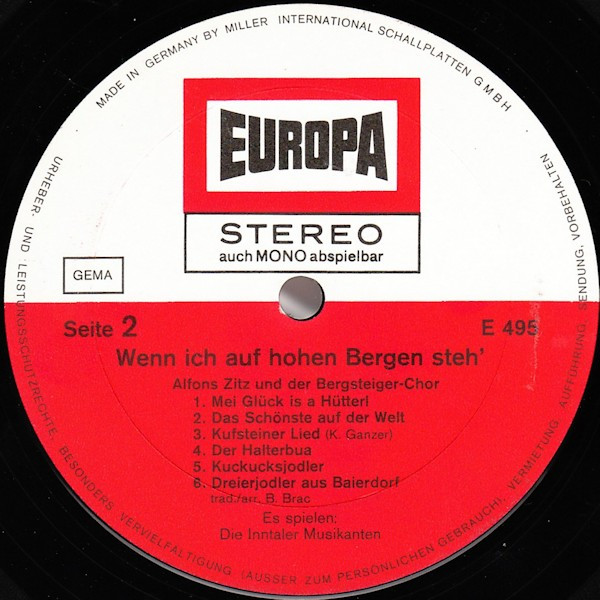 MADE IN GERMANY BY MILLER INTERNATIONAL SCHALLPLATTEN GMBH
EUROPA
STEREO
auch MONO abspielbar
GEMA
Seite 2
E 495
Wenn ich auf hohen Bergen steh'
Alfons Zitz und der Bergsteiger-Chor
1. Mei Glück is a Hütterl
2. Das Schönste auf der Welt
3. Kufsteiner Lied (K. Ganzer)
4. Der Halterbua
5. Kuckucksjodler
6. Dreierjodler aus Baierdorf
trad./arr. B. Brac
Es spielen:
Die Inntaler Musikanten
URHEBER- UND LEISTUNGSSCHUTZRECHTE, BESONDERS VERVIELFALTIGUNG (AUSSER ZUM PERSÖNLICHEN GEBRAUCH), VERMIETUNG AUFFÜHRUNG, SENDUNG, VORBEHALTEN